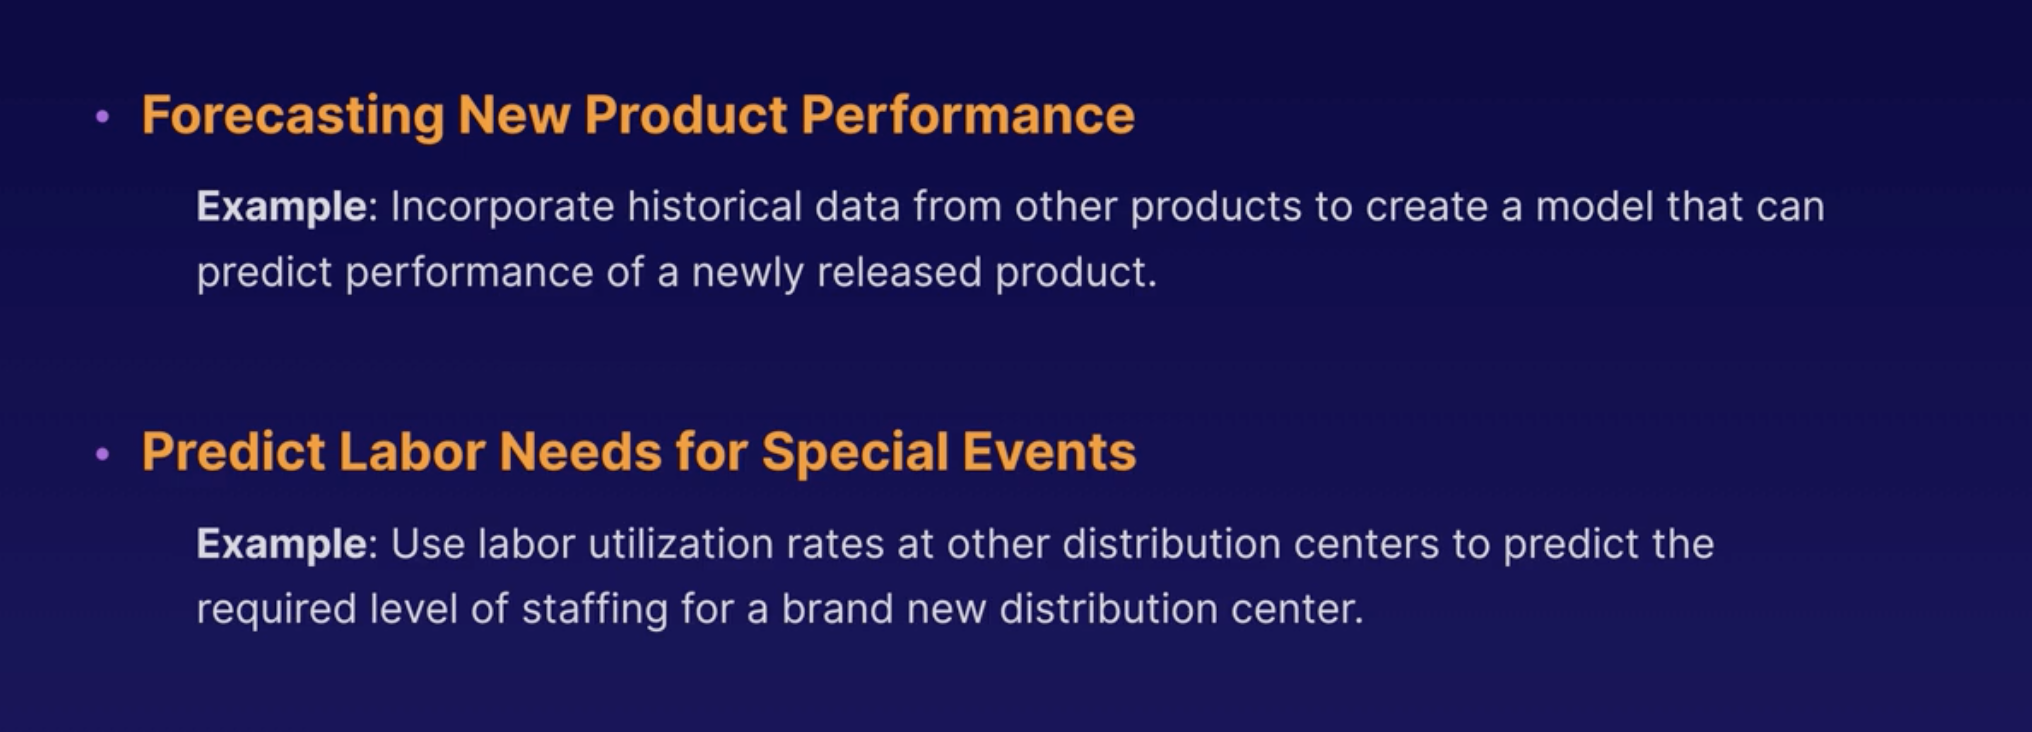 • Forecasting New Product Performance
Example: Incorporate historical data from other products to create a model that can
predict performance of a newly released product.
• Predict Labor Needs for Special Events
Example: Use labor utilization rates at other distribution centers to predict the
required level of staffing for a brand new distribution center.